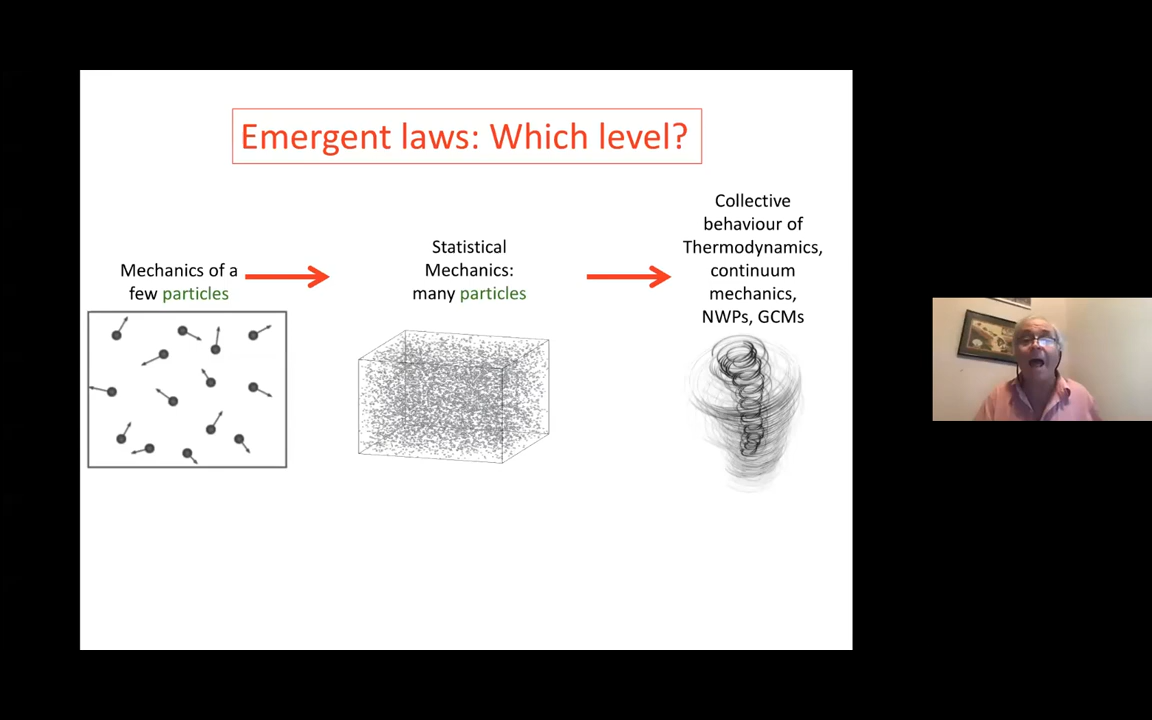 Emergent laws: Which level?
Mechanics of a
few particles
Statistical
Mechanics:
many particles
Collective
behaviour of
Thermodynamics,
continuum
mechanics,
NWPs, GCMs